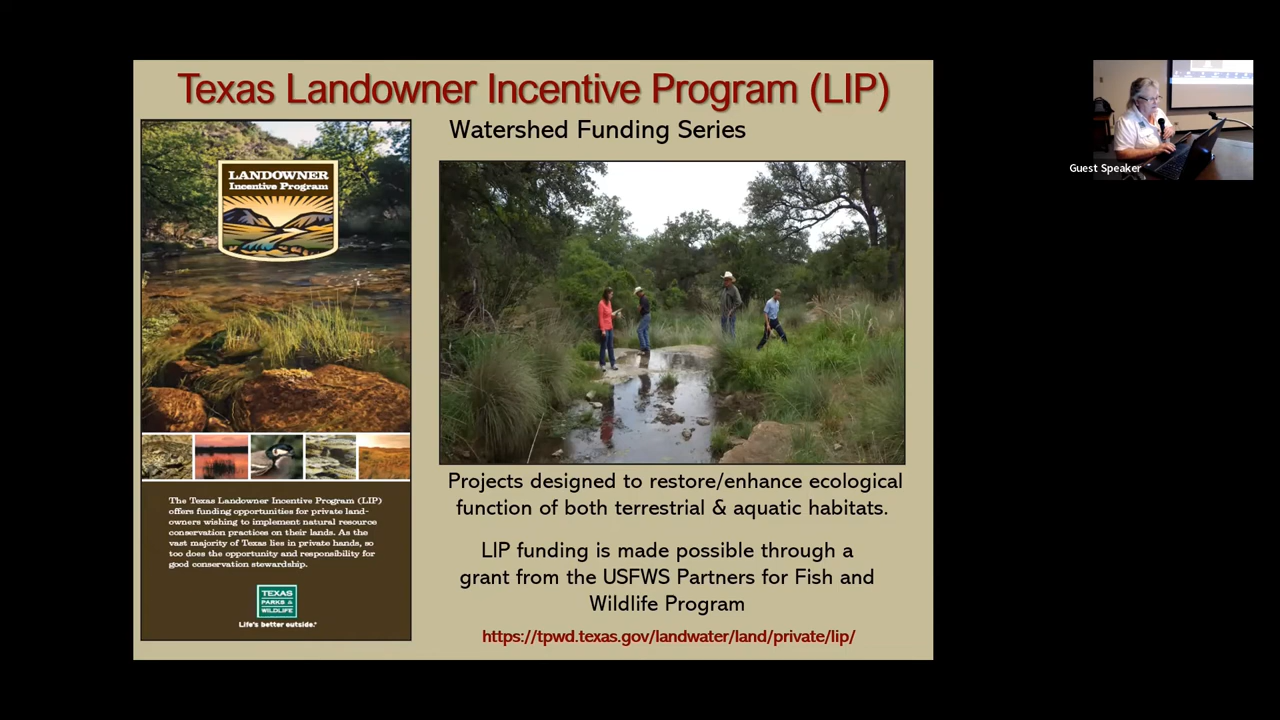 Texas Landowner Incentive Program (LIP)
Watershed Funding Series
LANDOWNER
Incentive Program
The Texas Landowner Incentive Program (LIP)
offers funding opportunities for private land-
owners wishing to implement natural resource
conservation practices on their lands. As the
vast majority of Texas lies in private hands, so
too does the opportunity and responsibility for
good conservation stewardship.
TEXAS
PARKS &
WILDLIFE
Life's better outside.®
Projects designed to restore/enhance ecological
function of both terrestrial & aquatic habitats.
LIP funding is made possible through a
grant from the USFWS Partners for Fish and
Wildlife Program
https://tpwd.texas.gov/landwater/land/private/lip/
Guest Speaker